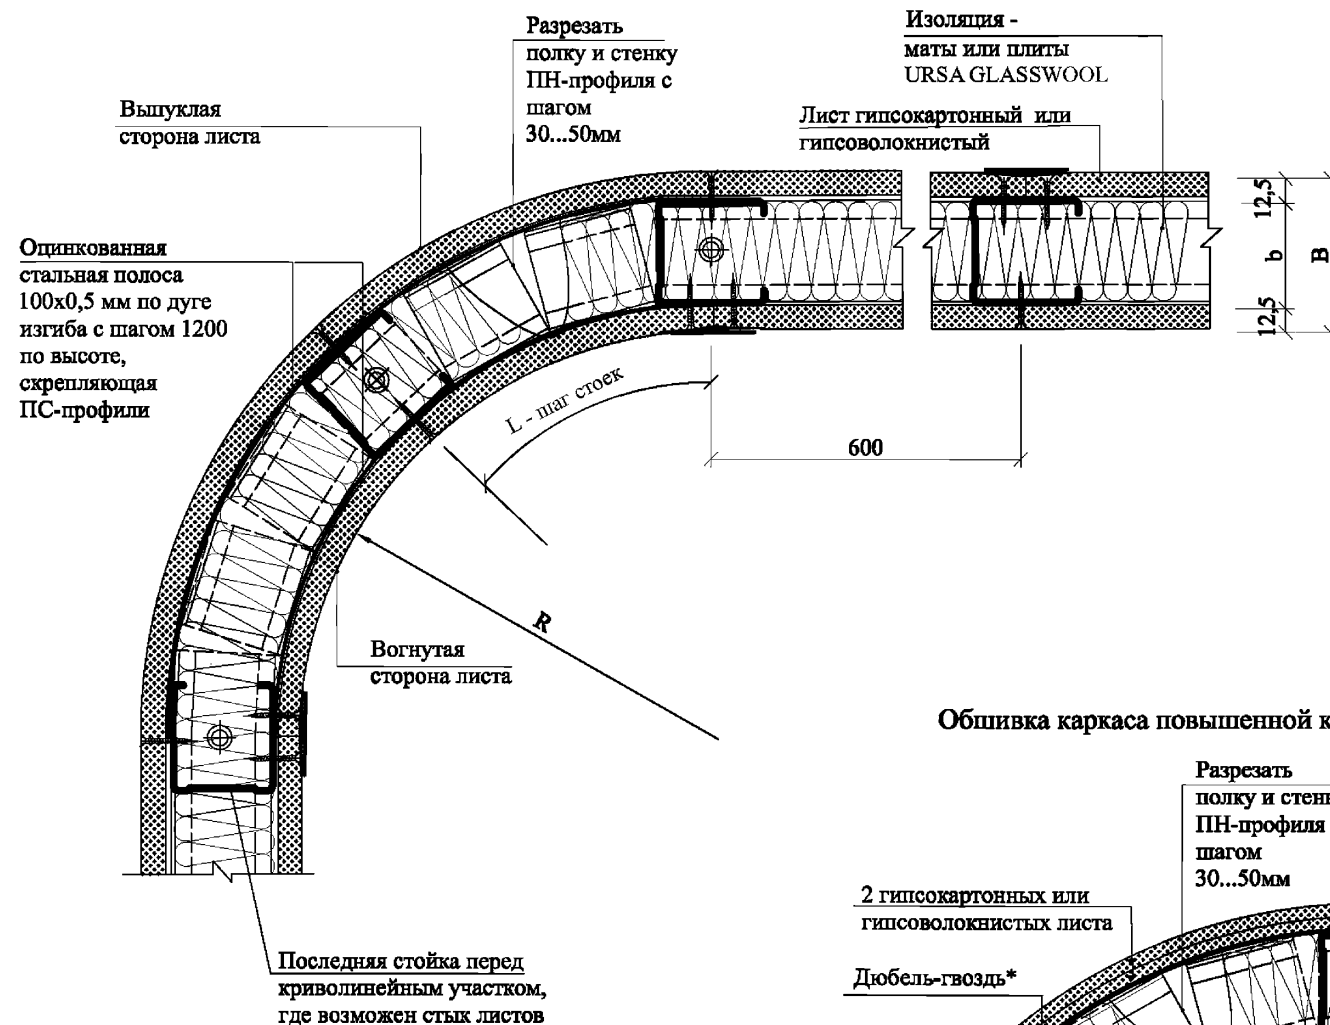 Разрезать
полку и стенку
ПН-профиля с
шагом
30...50мм
Изоляция -
маты или плиты
URSA GLASSWOOL
Выпуклая
сторона листа
Лист гипсокартонный или
гипсоволокнистый
Оцинкованная
стальная полоса
100х0,5 мм по дуге
изгиба с шагом 1200
по высоте,
скрепляющая
ПС-профили
12,5
b
B
12,5
L - шаг стоек
600
R
Вогнутая
сторона листа
Обшивка каркаса повышенной к
Разрезать
полку и стен
ПН-профиля
шагом
30...50мм
2 гипсокартонных или
гипсоволокнистых листа
Дюбель-гвоздь*
Последняя стойка перед
криволинейным участком,
где возможен стык листов